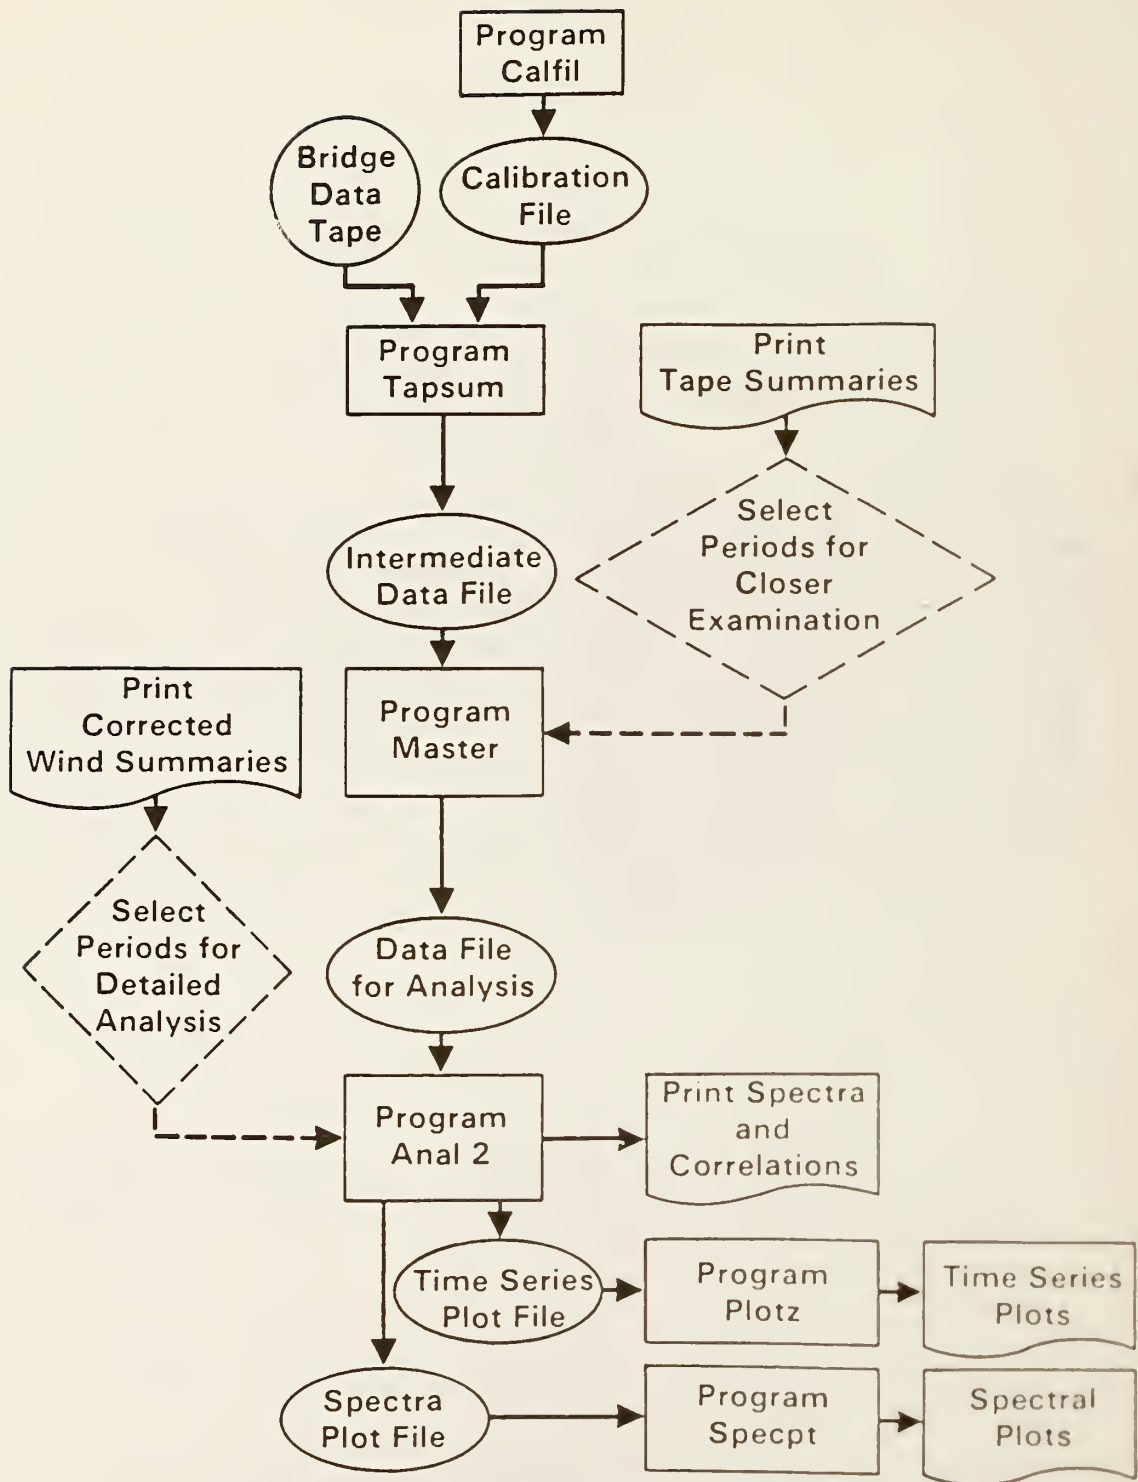 Program
Calfil
Bridge
Data
Tape
Calibration
File
Program
Tapsum
Print
Tape Summaries
Select
Periods for
Closer
Examination
Intermediate
Data File
Print
Corrected
Wind Summaries
Program
Master
Select
Periods for
Detailed
Analysis
Data File
for Analysis
Program
Anal 2
Print Spectra
and
Correlations
Time Series
Plot File
Program
Plotz
Time Series
Plots
Spectra
Plot File
Program
Specpt
Spectral
Plots